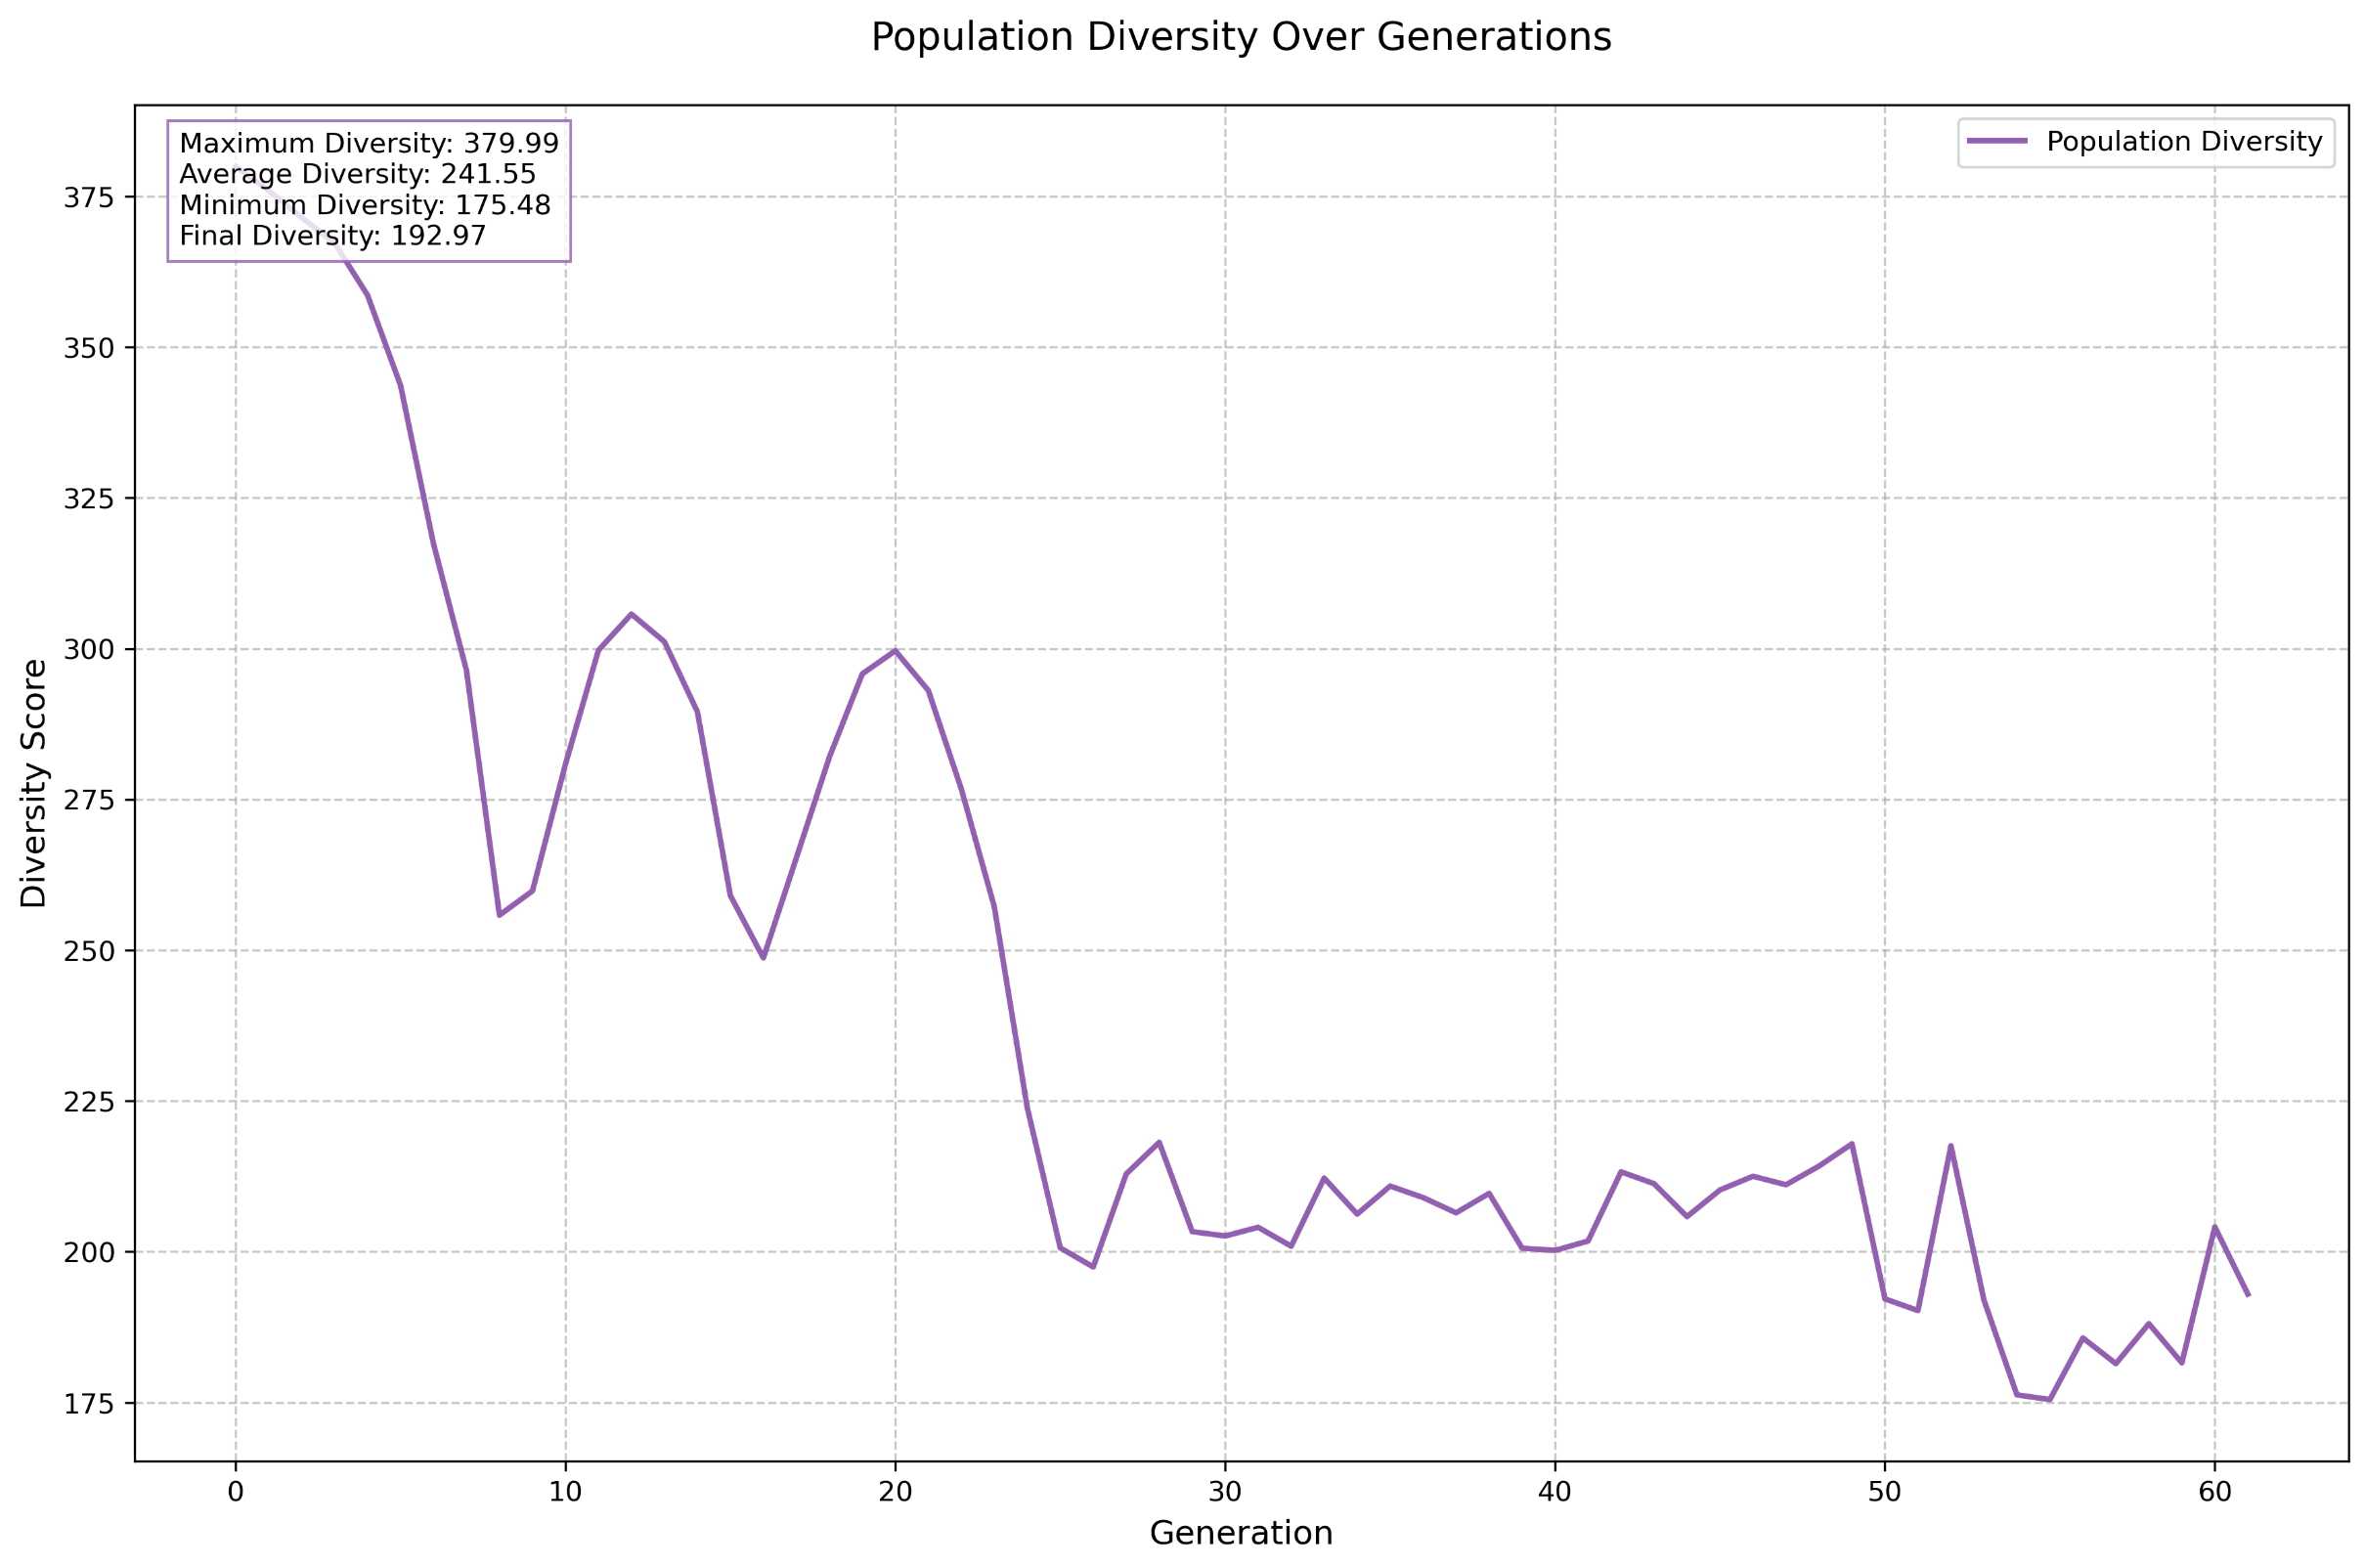 Population Diversity Over Generations
Maximum Diversity: 379.99
Average Diversity: 241.55
Minimum Diversity: 175.48
Final Diversity: 192.97
Population Diversity
375
350
325
300
275
250
225
200
175
Diversity Score
0 10 20 30 40 50 60
Generation